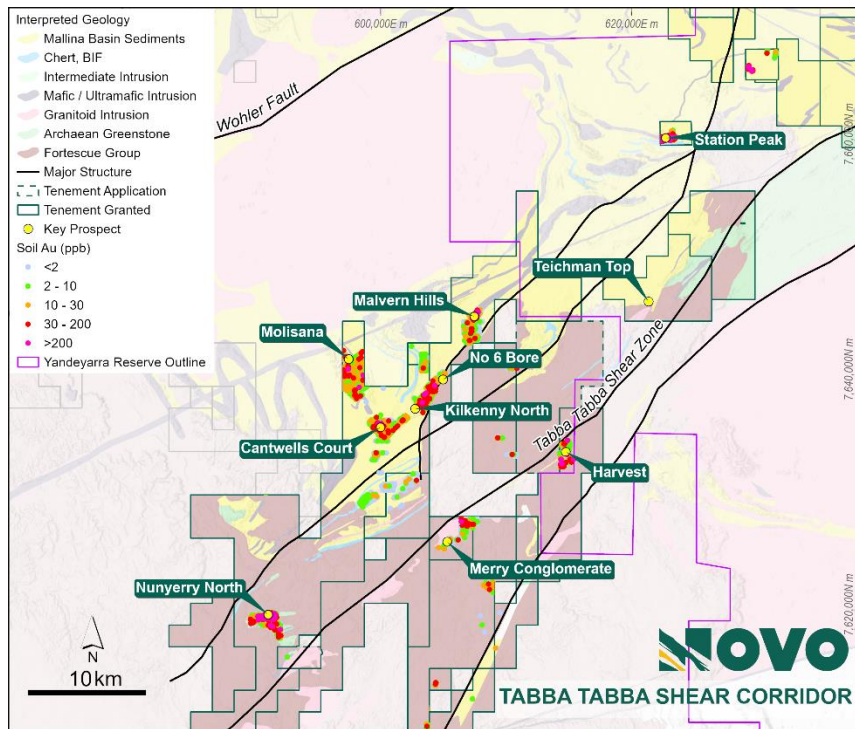 Interpreted Geology
Mallina Basin Sediments
Chert, BIF
Intermediate Intrusion
Mafic / Ultramafic Intrusion
Granitoid Intrusion
Archaean Greenstone
Fortescue Group
Major Structure
Tenement Application
Tenement Granted
Key Prospect
Soil Au (ppb)
<2
2 - 10
10 - 30
30 - 200
>200
Yandeyarra Reserve Outline
600,000E m
620,000E m
Wohler Fault
7,660,000N m
Station Peak
Teichman Top
Malvern Hills
Molisana
No 6 Bore
7,640,000N m
Kilkenny North
Tabba Tabba Shear Zone
Cantwells Court
Harvest
Merry Conglomerate
Nunyerry North
7,620,000N m
N
10km
NOVO
TABBA TABBA SHEAR CORRIDOR